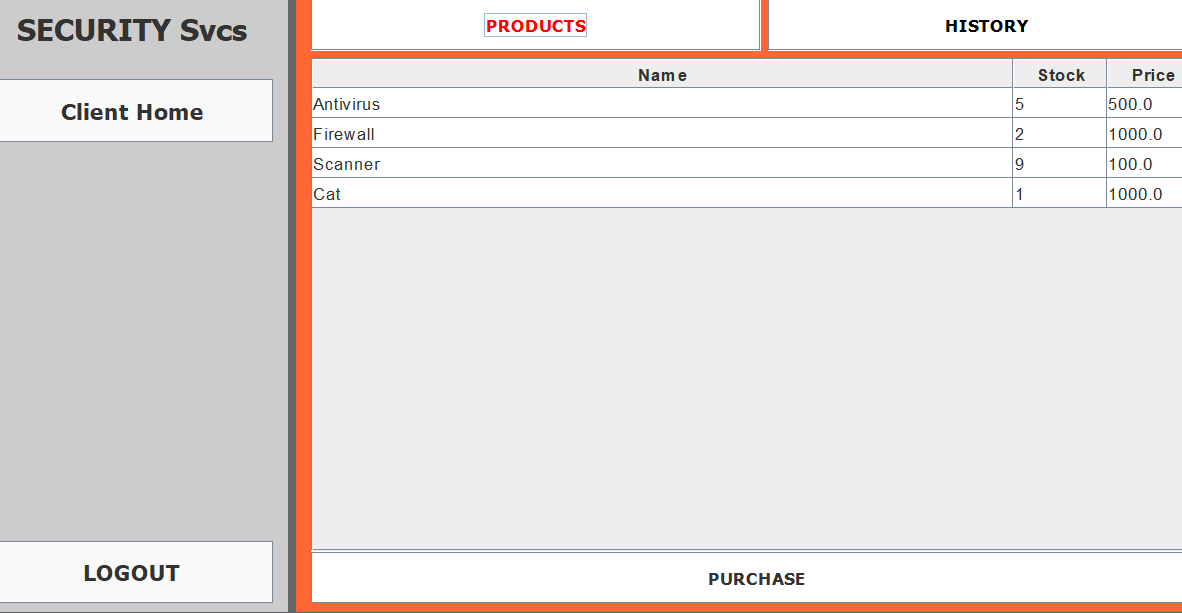 SECURITY Svcs
Client Home
LOGOUT
PRODUCTS HISTORY
Name Stock Price
Antivirus 5 500.0
Firewall 2 1000.0
Scanner 9 100.0
Cat 1 1000.0
PURCHASE